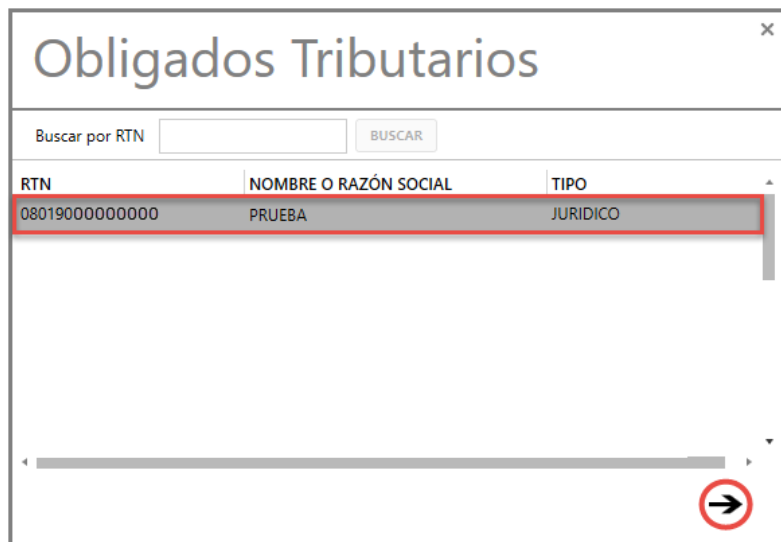 Obligados Tributarios
Buscar por RTN BUSCAR
RTN NOMBRE O RAZÓN SOCIAL TIPO
08019000000000 PRUEBA JURIDICO